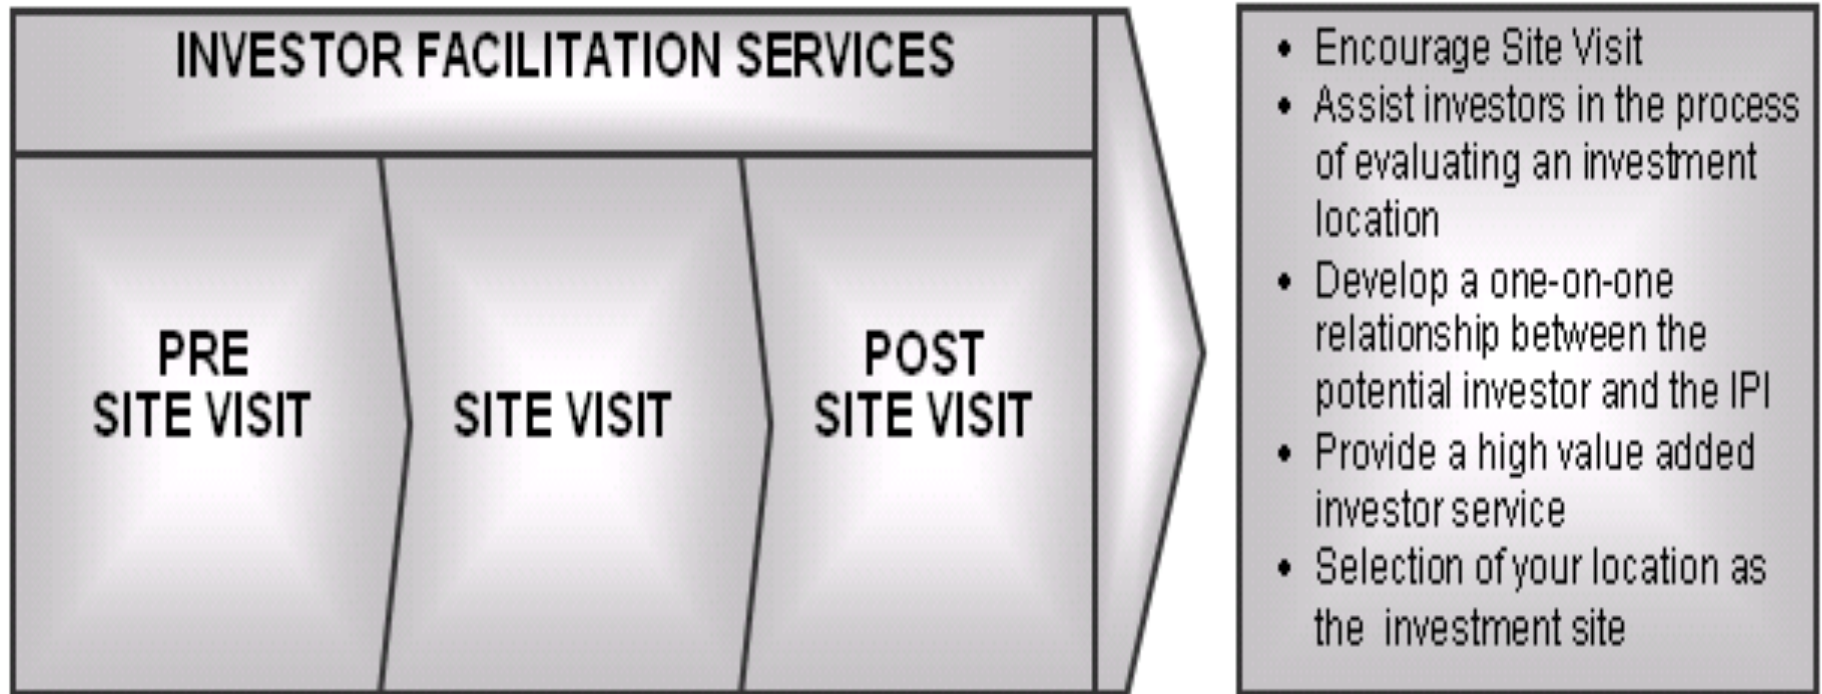 INVESTOR FACILITATION SERVICES
PRE
SITE VISIT
SITE VISIT
POST
SITE VISIT
• Encourage Site Visit
• Assist investors in the process
of evaluating an investment
location
• Develop a one-on-one
relationship between the
potential investor and the IPI
• Provide a high value added
investor service
• Selection of your location as
the investment site